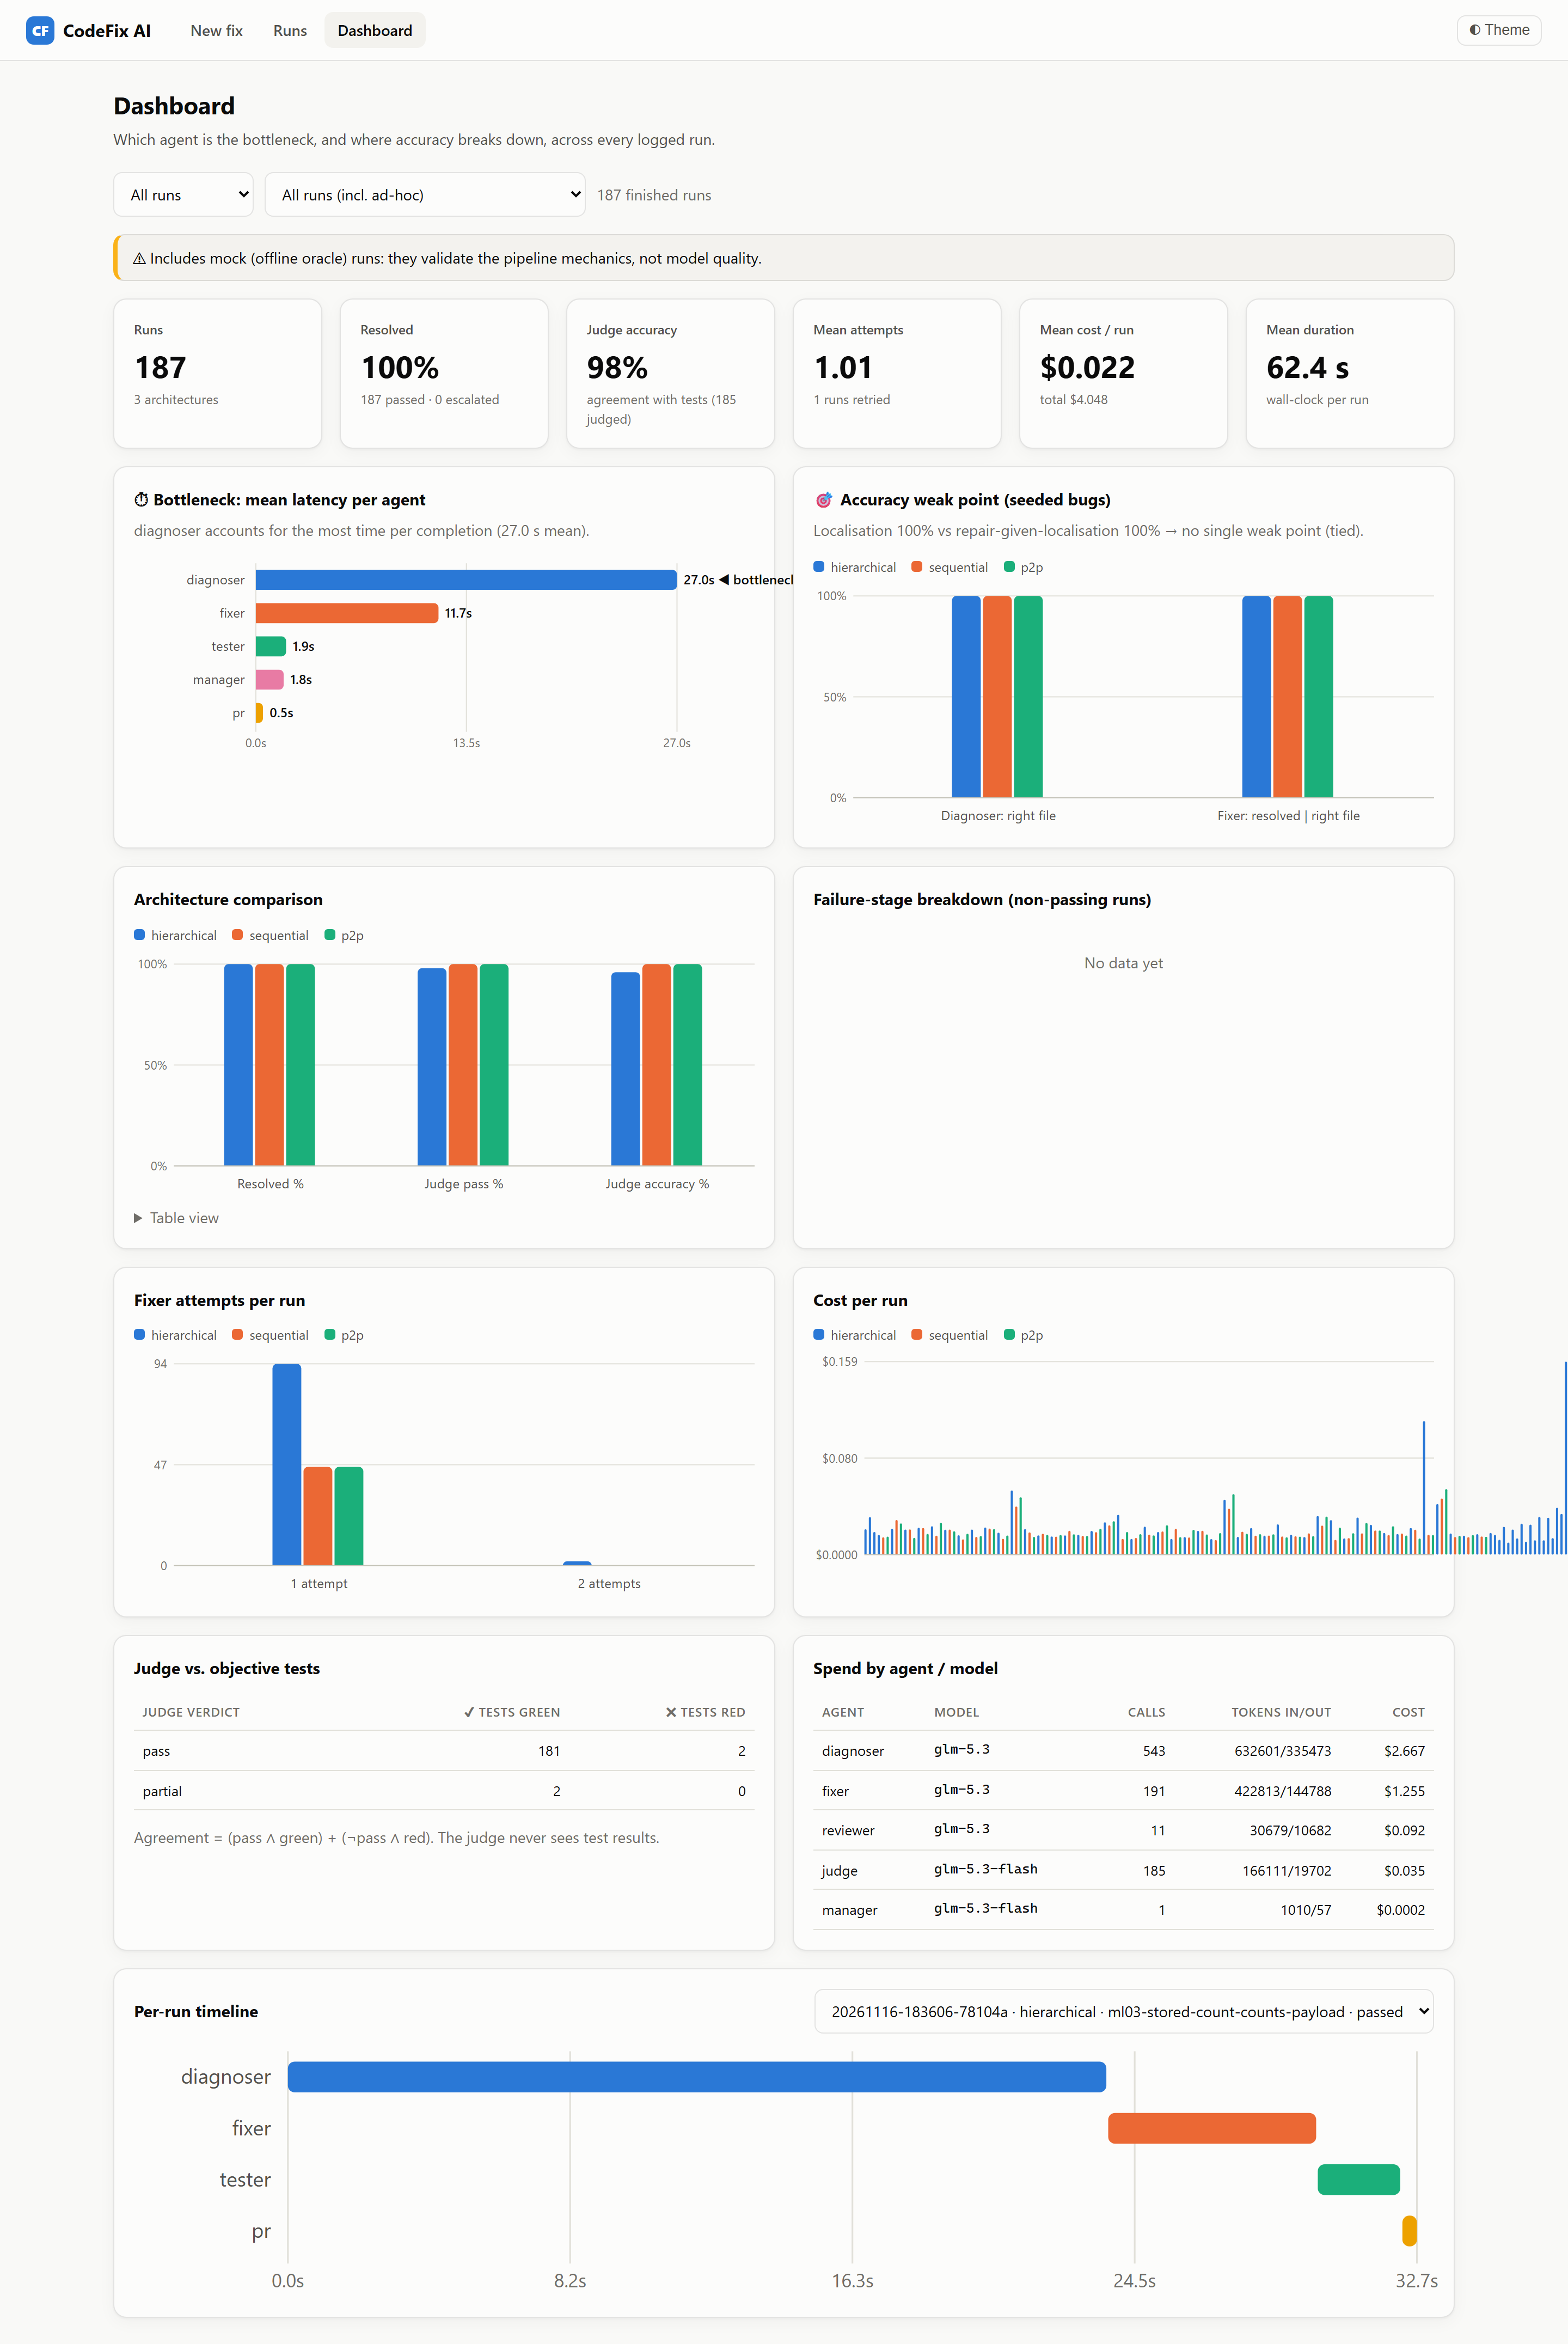 CF CodeFix AI New fix Runs Dashboard ◐ Theme
Dashboard
Which agent is the bottleneck, and where accuracy breaks down, across every logged run.
All runs All runs (incl. ad-hoc) 187 finished runs
⚠ Includes mock (offline oracle) runs: they validate the pipeline mechanics, not model quality.
Runs
187
3 architectures
Resolved
100%
187 passed · 0 escalated
Judge accuracy
98%
agreement with tests (185
judged)
Mean attempts
1.01
1 runs retried
Mean cost / run
$0.022
total $4.048
Mean duration
62.4 s
wall-clock per run
⏱ Bottleneck: mean latency per agent
diagnoser accounts for the most time per completion (27.0 s mean).
diagnoser 27.0s ◀ bottlenec
fixer 11.7s
tester 1.9s
manager 1.8s
pr 0.5s
0.0s 13.5s 27.0s
🎯 Accuracy weak point (seeded bugs)
Localisation 100% vs repair-given-localisation 100% → no single weak point (tied).
hierarchical sequential p2p
100%
50%
0%
Diagnoser: right file Fixer: resolved | right file
Architecture comparison
hierarchical sequential p2p
100%
50%
0%
Resolved % Judge pass % Judge accuracy %
▶ Table view
Failure-stage breakdown (non-passing runs)
No data yet
Fixer attempts per run
hierarchical sequential p2p
94
47
0
1 attempt 2 attempts
Cost per run
hierarchical sequential p2p
$0.159
$0.080
$0.0000
Judge vs. objective tests
JUDGE VERDICT ✔ TESTS GREEN ✖ TESTS RED
pass 181 2
partial 2 0
Agreement = (pass ∧ green) + (¬pass ∧ red). The judge never sees test results.
Spend by agent / model
AGENT MODEL CALLS TOKENS IN/OUT COST
diagnoser glm-5.3 543 632601/335473 $2.667
fixer glm-5.3 191 422813/144788 $1.255
reviewer glm-5.3 11 30679/10682 $0.092
judge glm-5.3-flash 185 166111/19702 $0.035
manager glm-5.3-flash 1 1010/57 $0.0002
Per-run timeline 20261116-183606-78104a · hierarchical · ml03-stored-count-counts-payload · passed
diagnoser
fixer
tester
pr
0.0s 8.2s 16.3s 24.5s 32.7s